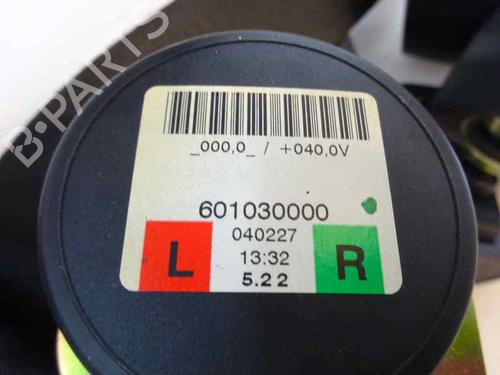 B-PARTS
_000,0_ / +040,0V
601030000
L
040227
R
13:32
5.22